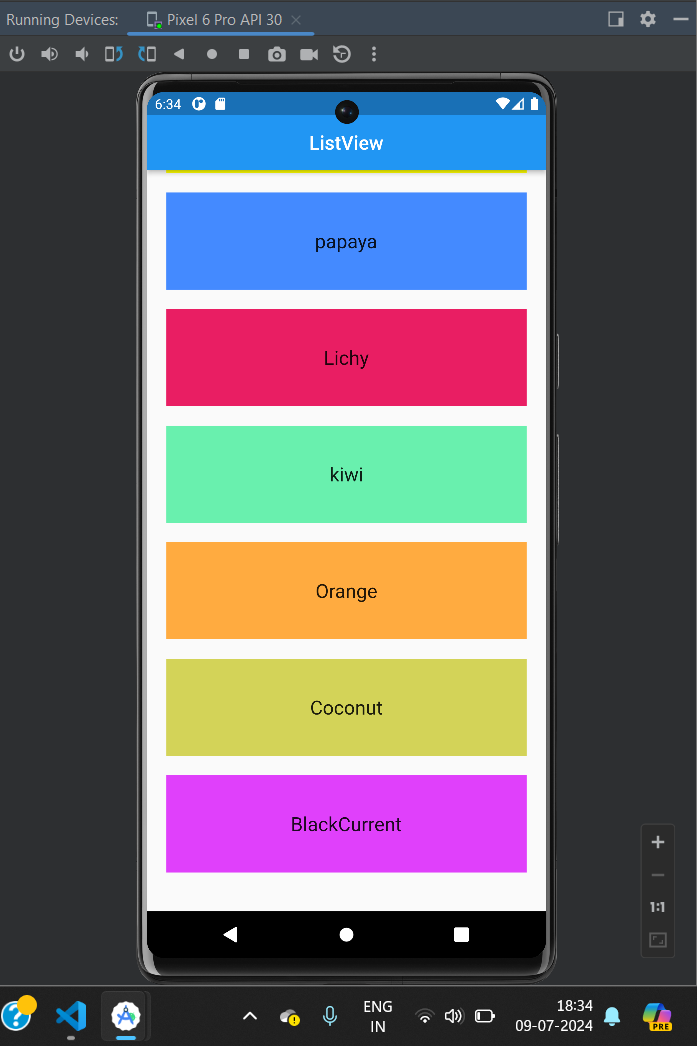 Running Devices: Pixel 6 Pro API 30
6:34
ListView
papaya
Lichy
kiwi
Orange
Coconut
BlackCurrent
1:1
ENG
IN
18:34
09-07-2024
PRE